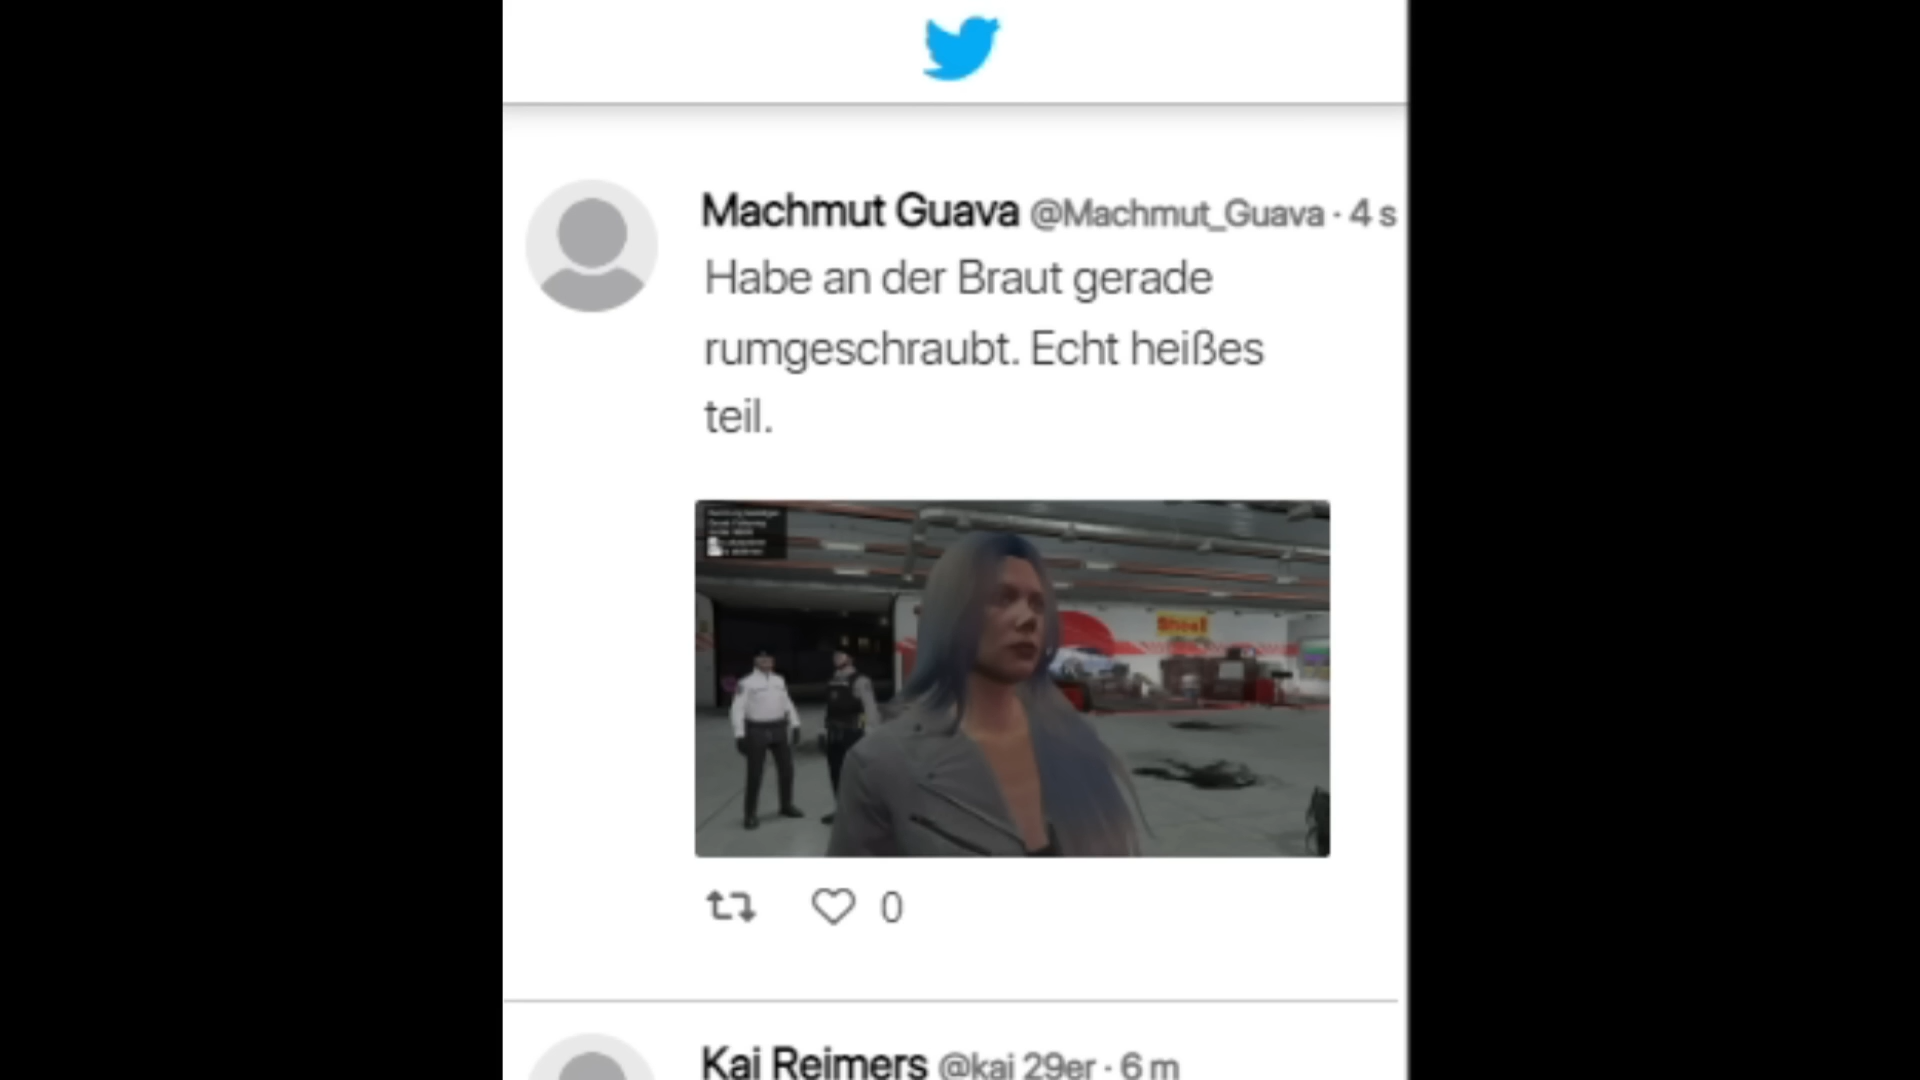 Machmut Guava @Machmut_Guava · 4 s
Habe an der Braut gerade
rumgeschraubt. Echt heißes
teil.
Shoell
0
Kai Reimers @kai 29er · 6 m